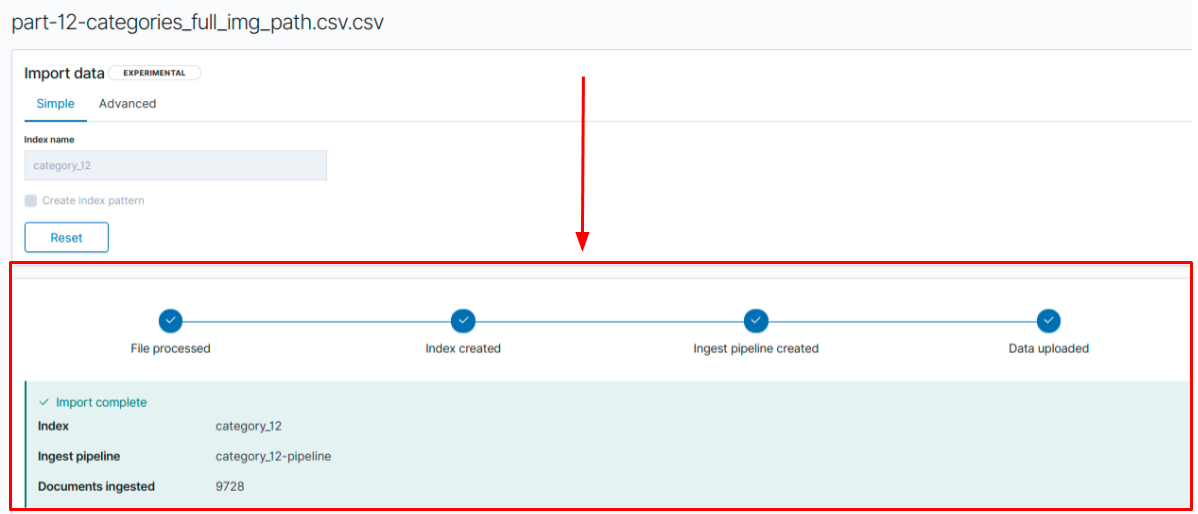 part-12-categories_full_img_path.csv.csv
Import data EXPERIMENTAL
Simple Advanced
Index name
category_12
Create index pattern
Reset
File processed Index created Ingest pipeline created Data uploaded
Import complete
Index category_12
Ingest pipeline category_12-pipeline
Documents ingested 9728